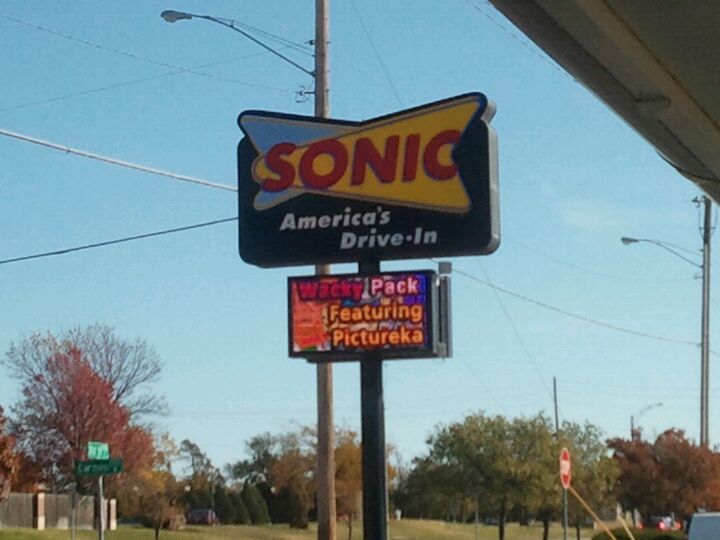 SONIC
America's
Drive-In
Wacky Pack
Featuring
Pictureka